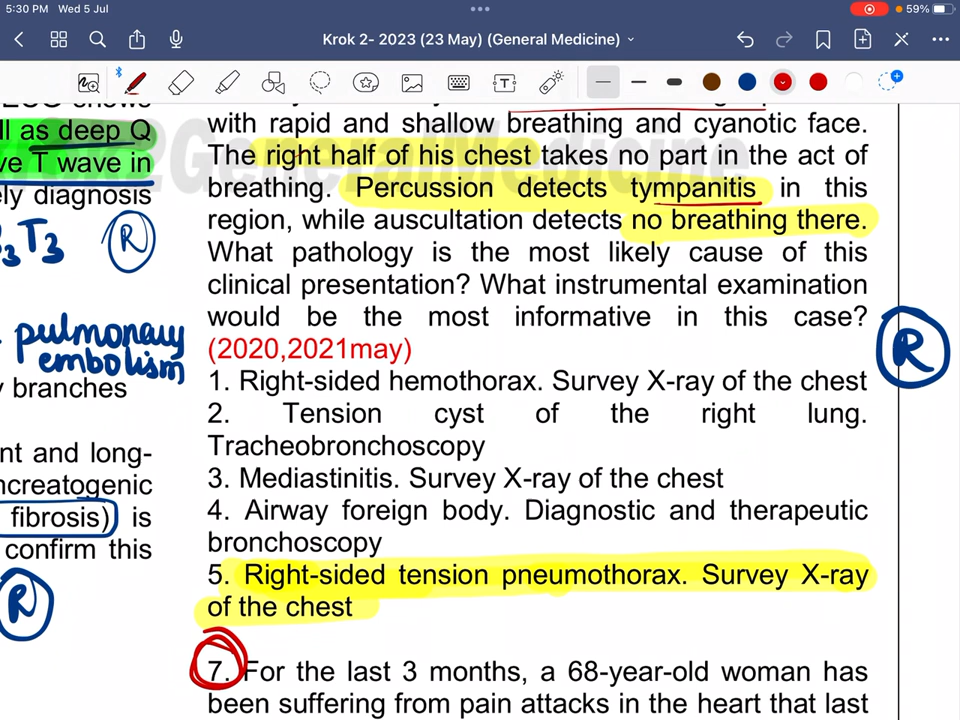 5:30 PM Wed 5 Jul
59%
Krok 2- 2023 (23 May) (General Medicine)
ll as deep Q
ve T wave in
ely diagnosis
3T3
R
pulmonary
embolism
y branches
nt and long-
ncreatogenic
fibrosis) is
confirm this
R
with rapid and shallow breathing and cyanotic face.
The right half of his chest takes no part in the act of
breathing. Percussion detects tympanitis in this
region, while auscultation detects no breathing there.
What pathology is the most likely cause of this
clinical presentation? What instrumental examination
would be the most informative in this case?
(2020,2021may)
1. Right-sided hemothorax. Survey X-ray of the chest
2. Tension cyst of the right lung.
Tracheobronchoscopy
3. Mediastinitis. Survey X-ray of the chest
4. Airway foreign body. Diagnostic and therapeutic
bronchoscopy
5. Right-sided tension pneumothorax. Survey X-ray
of the chest
R
7. For the last 3 months, a 68-year-old woman has
been suffering from pain attacks in the heart that last
2GeneralMedicine